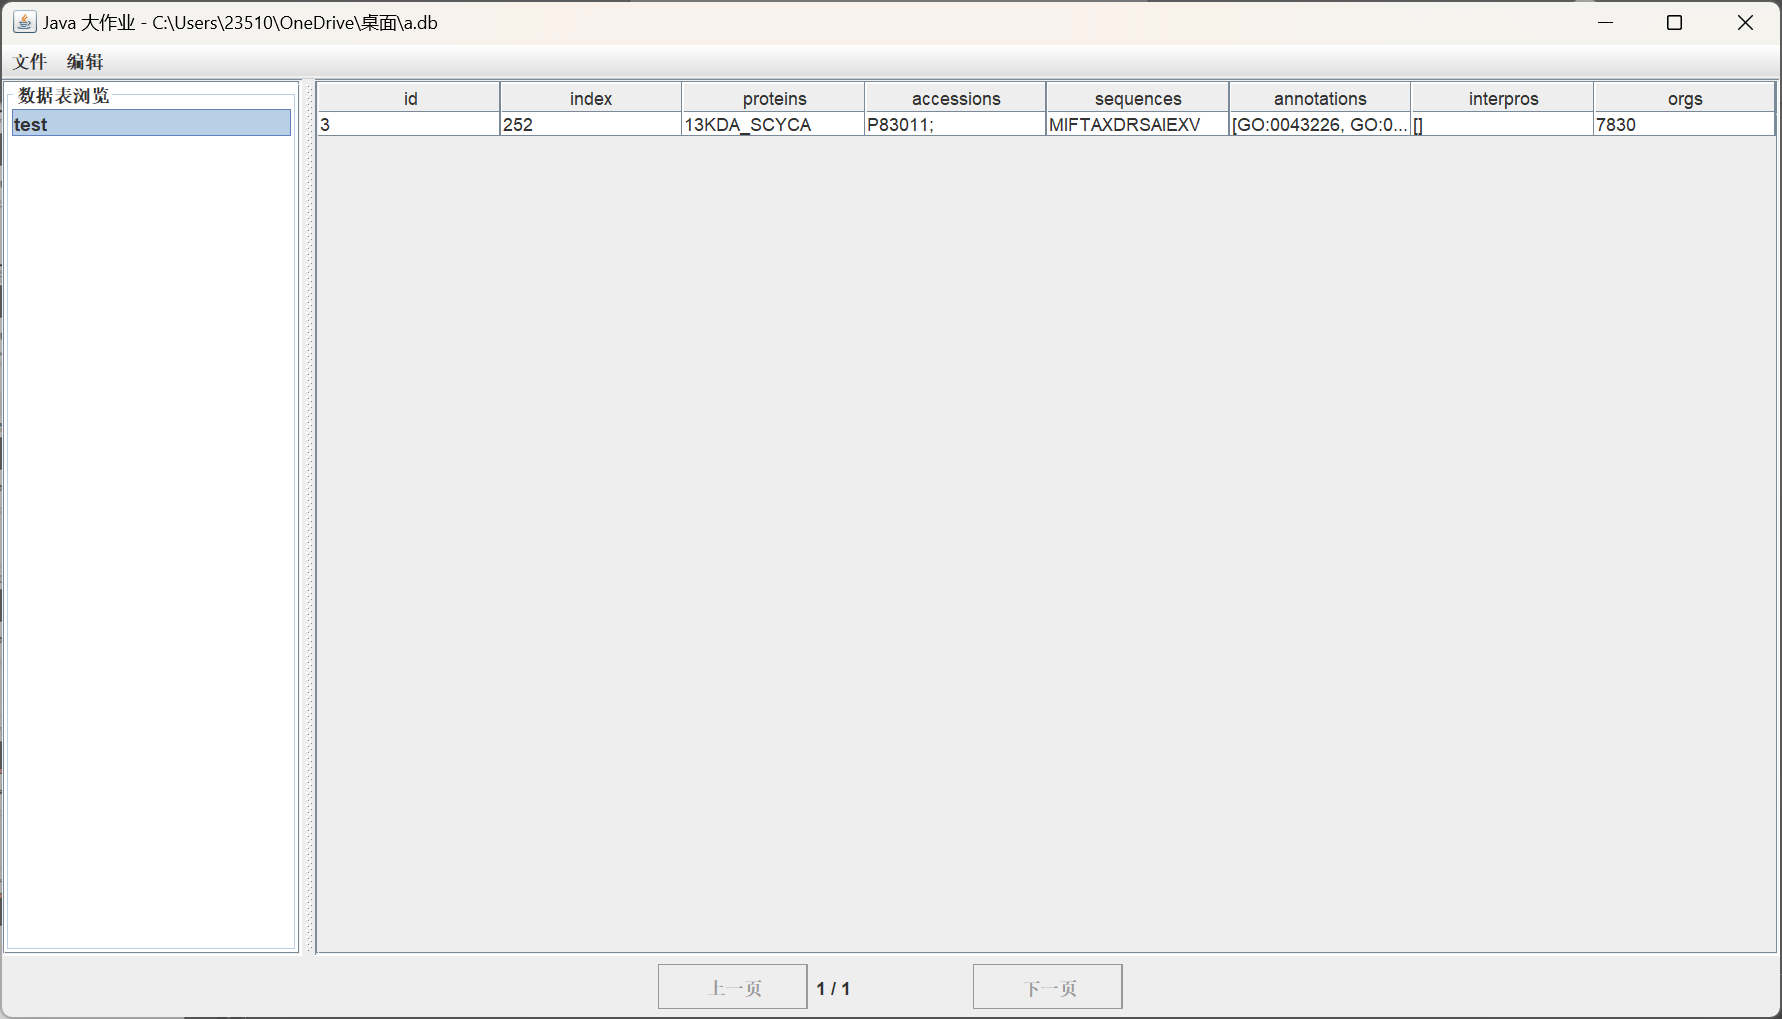 Java 大作业 - C:\Users\23510\OneDrive\桌面\a.db
文件 编辑
数据表浏览
test
id index proteins accessions sequences annotations interpros orgs
3 252 13KDA_SCYCA P83011; MIFTAXDRSAIEXV [GO:0043226, GO:0... [] 7830
上一页 1 / 1 下一页